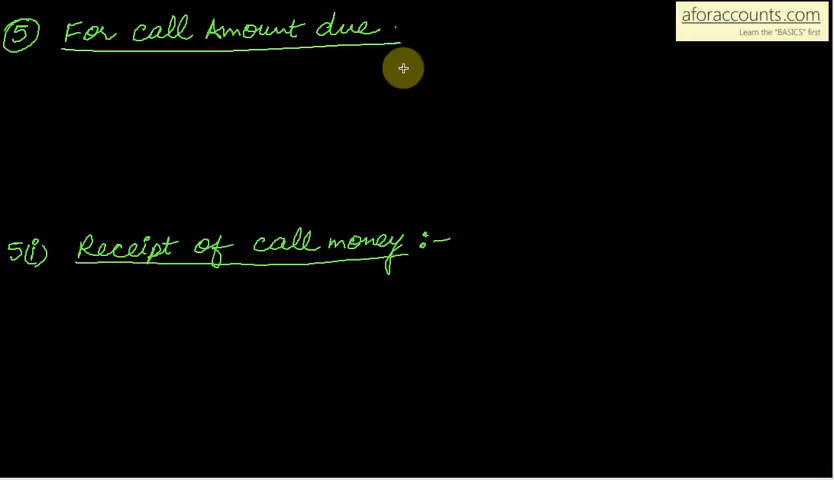 aforaccounts.com
Learn the "BASICS" first
5 For call Amount due.
5(i) Receipt of call money :-